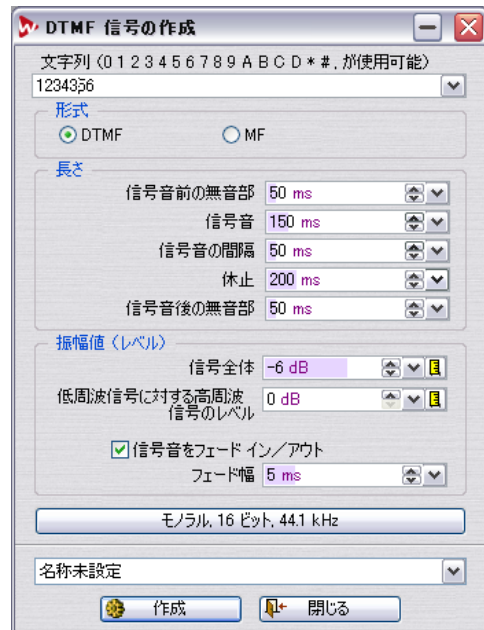 DTMF 信号の作成
文字列 (0 1 2 3 4 5 6 7 8 9 A B C D * #, が使用可能)
1234356
形式
DTMF MF
長さ
信号音前の無音部 50 ms
信号音 150 ms
信号音の間隔 50 ms
休止 200 ms
信号音後の無音部 50 ms
振幅値 (レベル)
信号全体 -6 dB
低周波信号に対する高周波 0 dB
信号のレベル
信号音をフェード イン／アウト
フェード幅 5 ms
モノラル, 16 ビット, 44.1 kHz
名称未設定
作成 閉じる